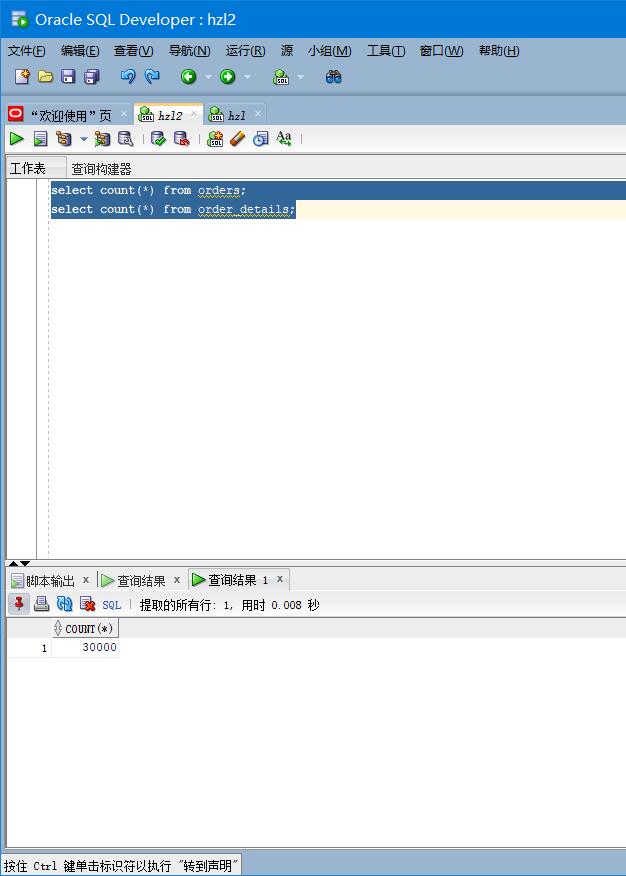 Oracle SQL Developer : hzl2
文件(F) 编辑(E) 查看(V) 导航(N) 运行(R) 源 小组(M) 工具(T) 窗口(W) 帮助(H)
“欢迎使用”页 × hzl2 × hzl ×
工作表 查询构建器
select count(*) from orders;
select count(*) from order_details;
脚本输出 × 查询结果 × 查询结果 1 ×
SQL | 提取的所有行: 1, 用时 0.008 秒
COUNT(*)
1 30000
按住 Ctrl 键单击标识符以执行 "转到声明"